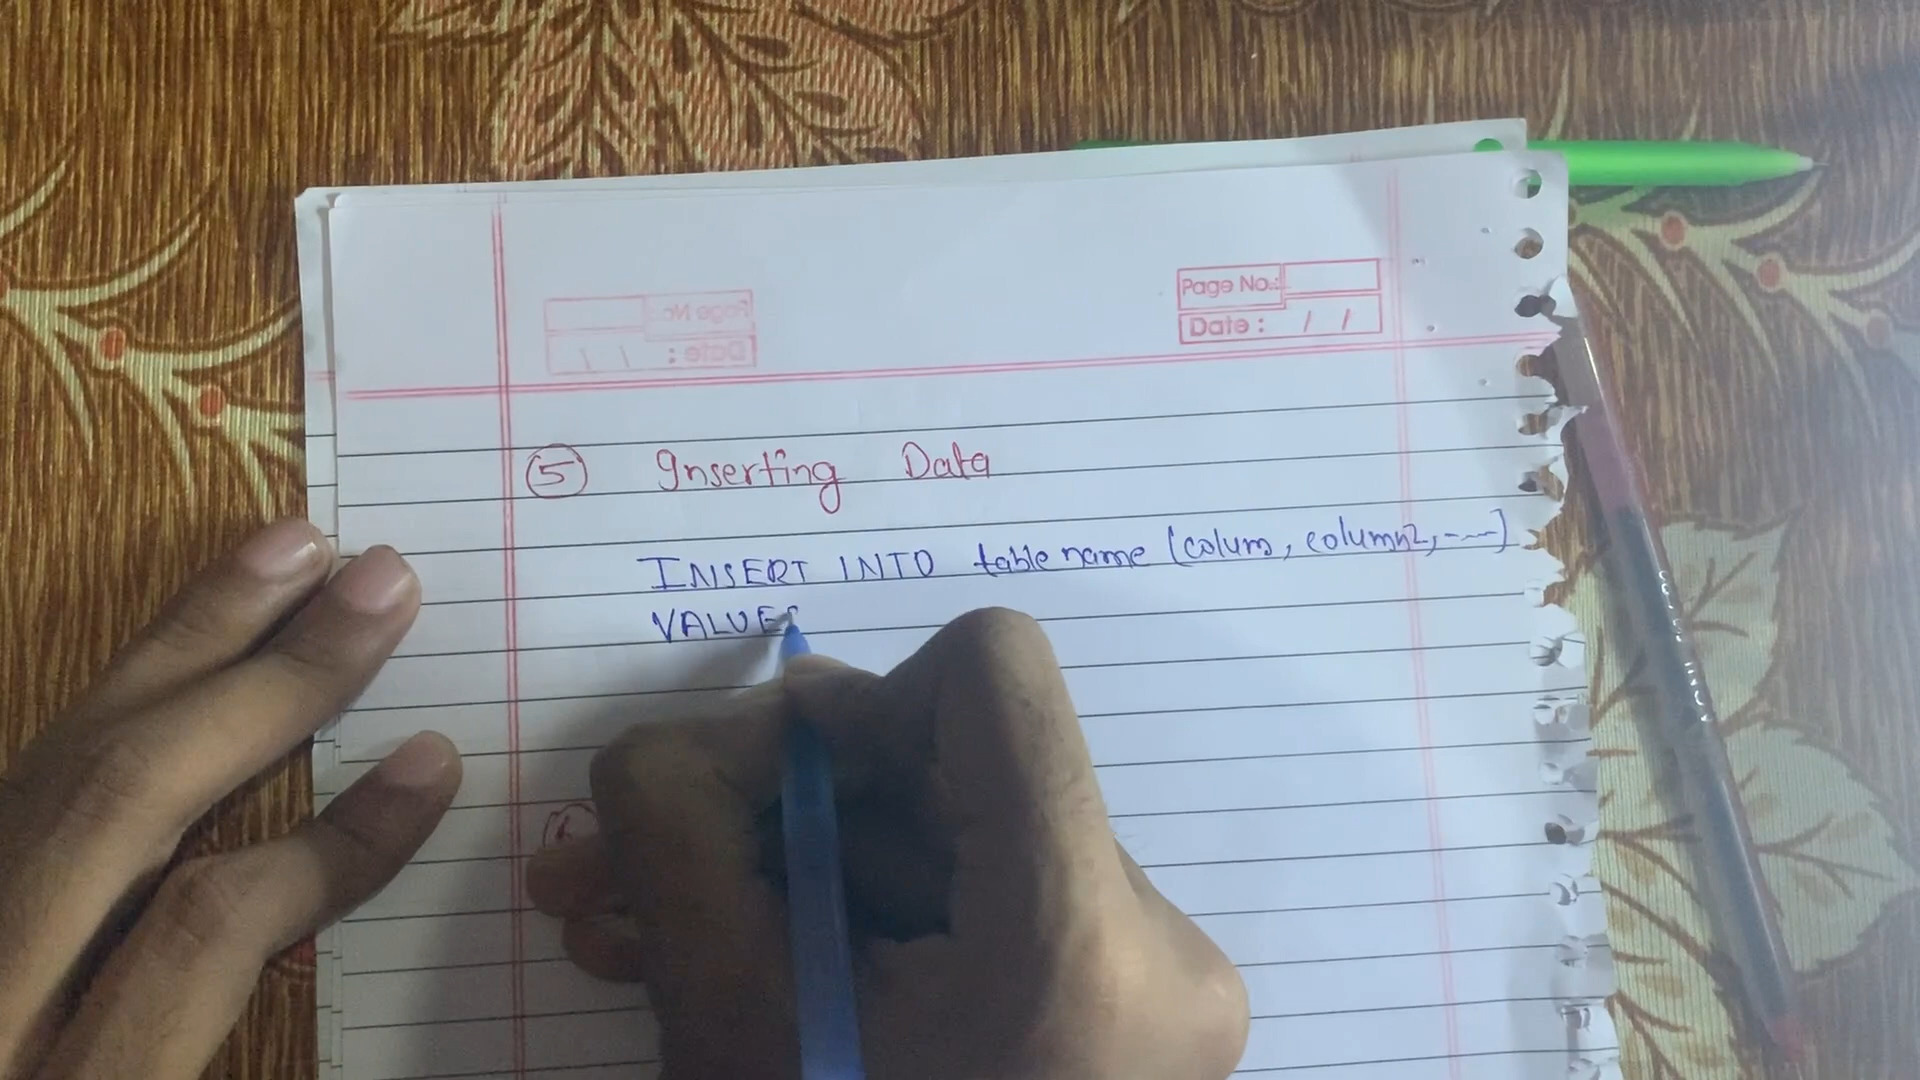 Page No.:
Date : / /
5 Inserting Data
INSERT INTO table name (colum, column2, ----)
VALUES